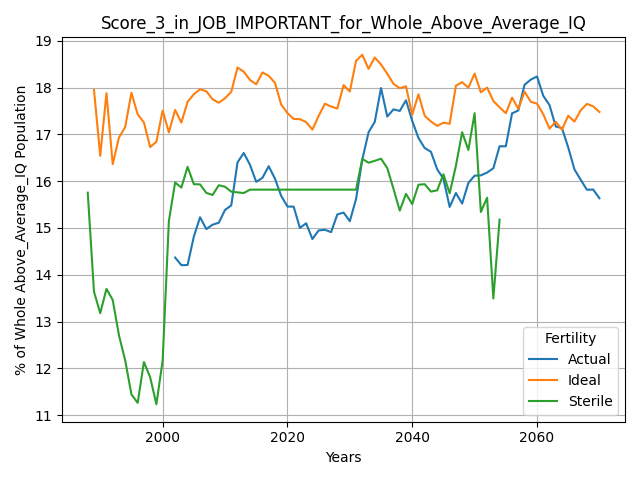 Score_3_in_JOB_IMPORTANT_for_Whole_Above_Average_IQ
% of Whole Above_Average_IQ Population
19
18
17
16
15
14
13
12
11
2000
2020
2040
2060
Years
Fertility
Actual
Ideal
Sterile